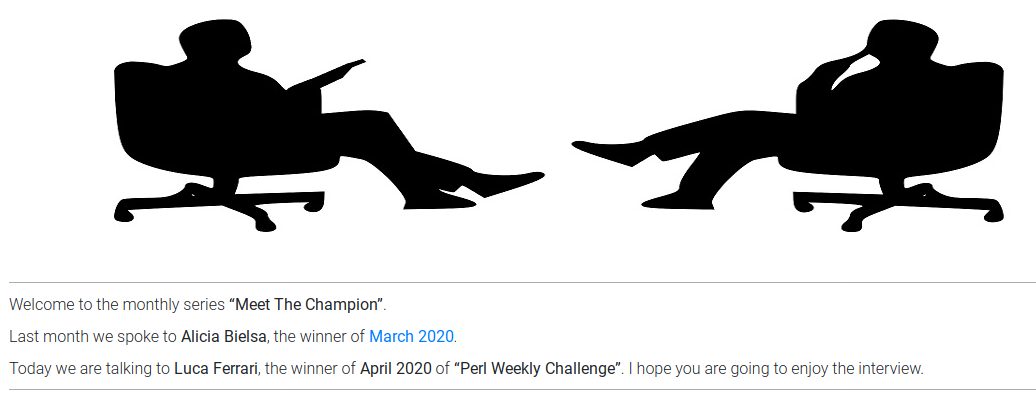 Welcome to the monthly series “Meet The Champion”.
Last month we spoke to Alicia Bielsa, the winner of March 2020.
Today we are talking to Luca Ferrari, the winner of April 2020 of “Perl Weekly Challenge”. I hope you are going to enjoy the interview.